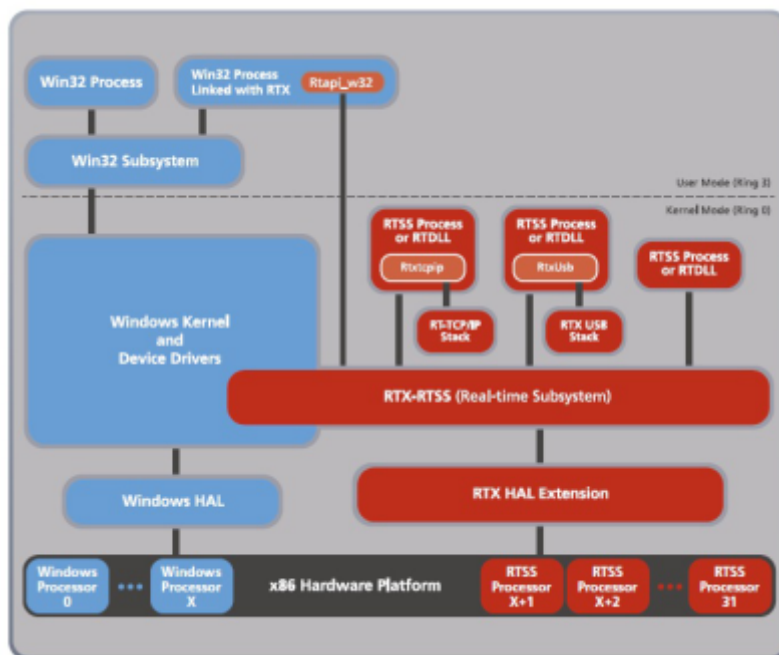 Win32 Process
Win32 Process
Linked with RTX
Rtapi_w32
Win32 Subsystem
User Mode (Ring 3)
Kernel Mode (Ring 0)
RTSS Process
or RTDLL
Rtxtcpip
RTSS Process
or RTDLL
RtxUsb
RTSS Process
or RTDLL
RT-TCP/IP
Stack
RTX USB
Stack
Windows Kernel
and
Device Drivers
RTX-RTSS (Real-time Subsystem)
Windows HAL
RTX HAL Extension
Windows
Processor
0
Windows
Processor
X
x86 Hardware Platform
RTSS
Processor
X+1
RTSS
Processor
X+2
RTSS
Processor
31